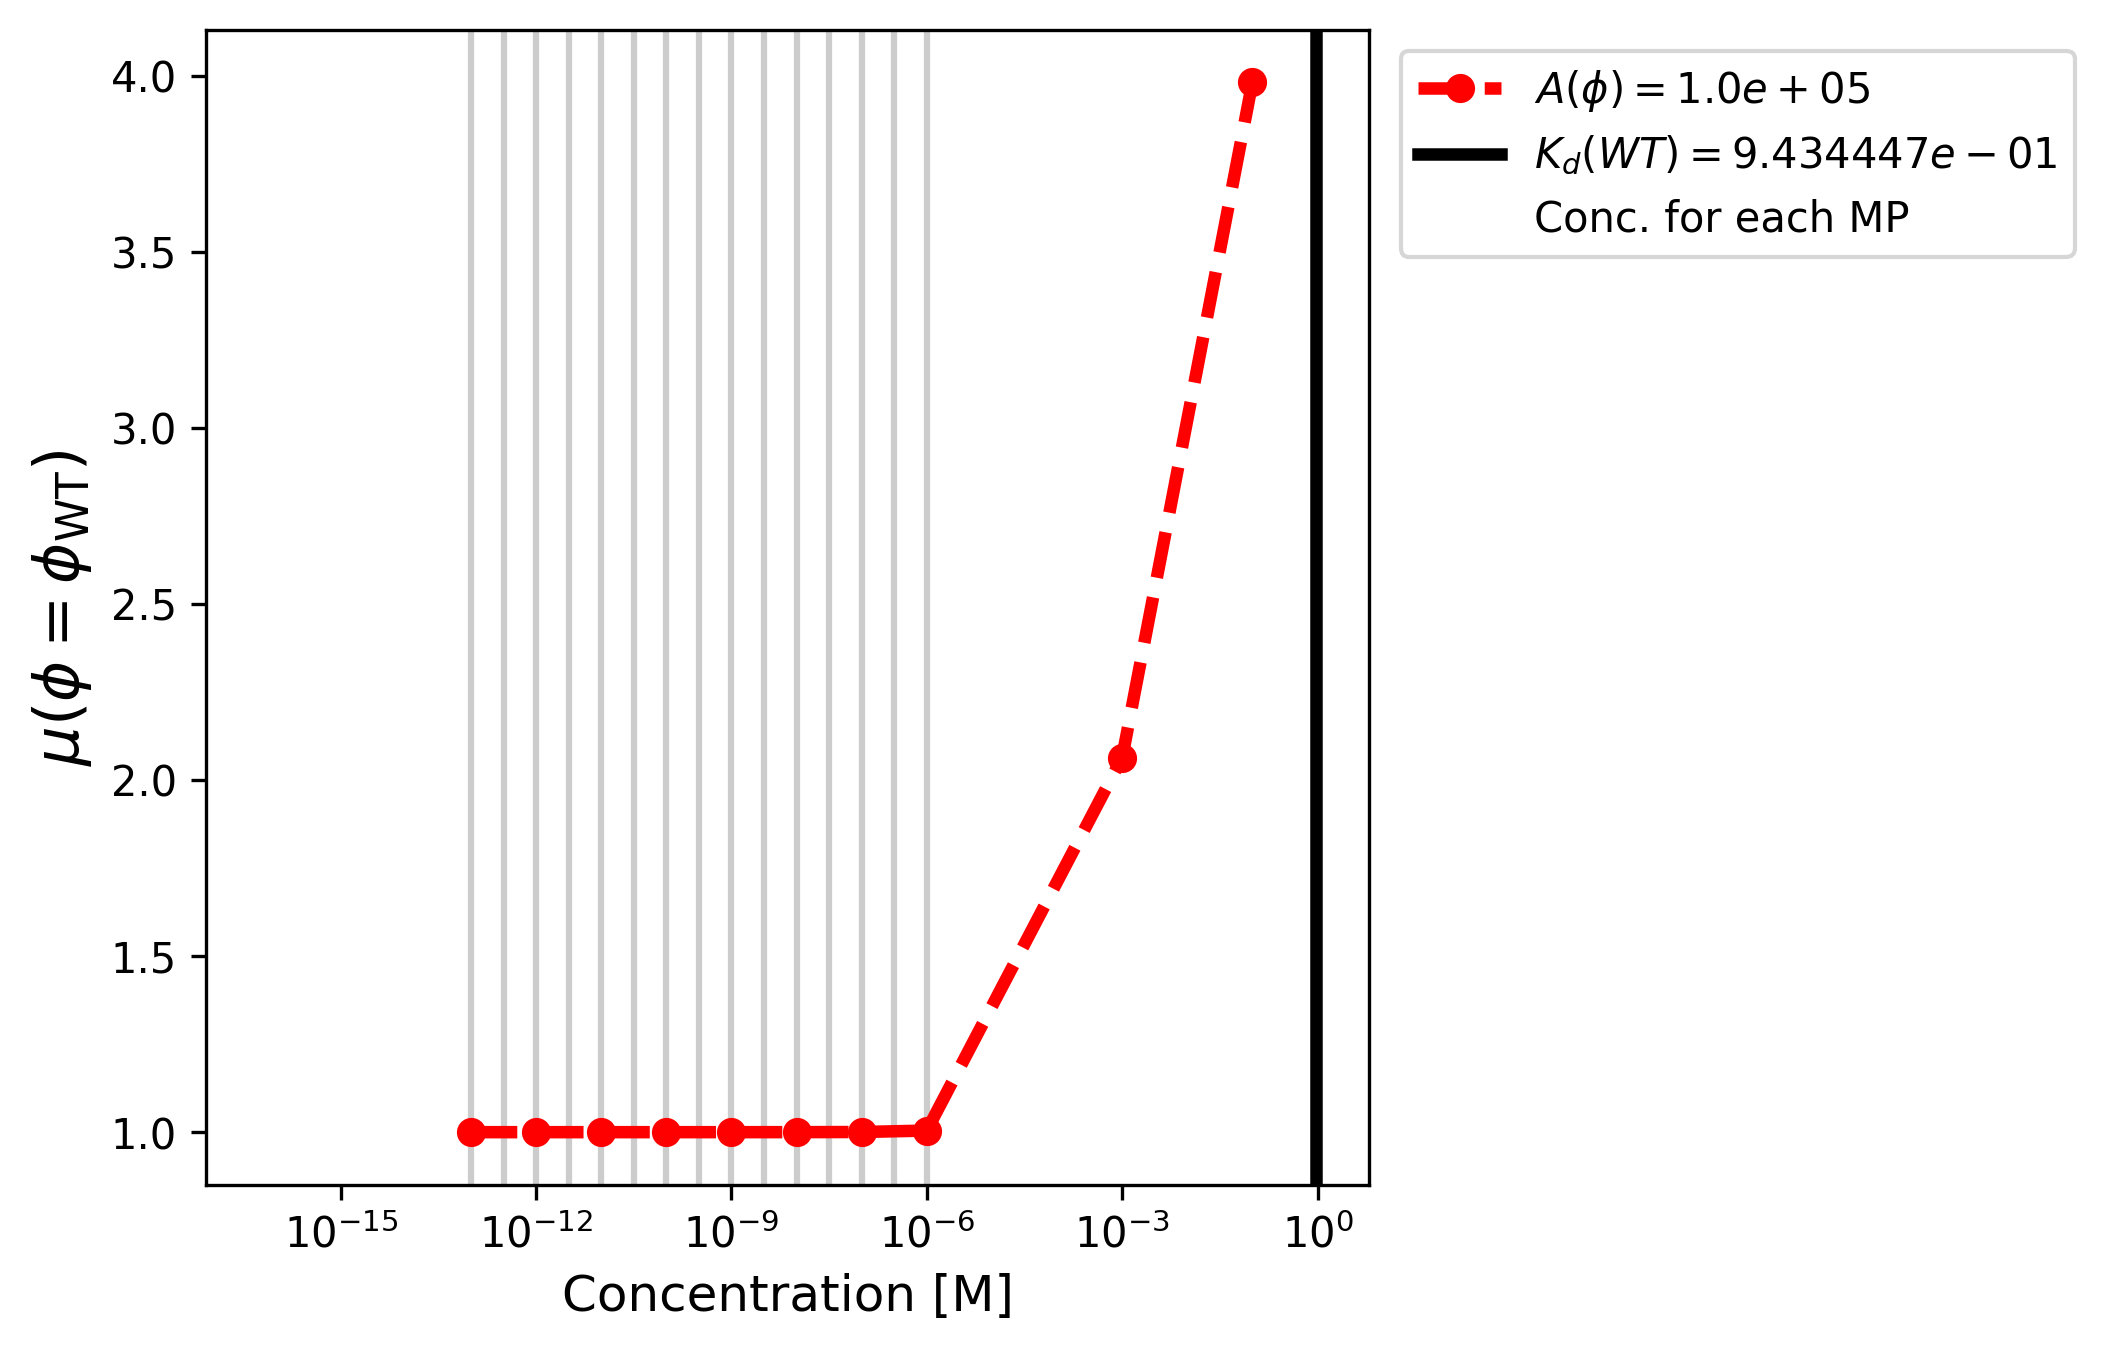 4.0
3.5
3.0
2.5
2.0
1.5
1.0
μ(ϕ = ϕ_WT)
10^−15 10^−12 10^−9 10^−6 10^−3 10^0
Concentration [M]
A(ϕ) = 1.0e + 05
K_d(WT) = 9.434447e − 01
Conc. for each MP